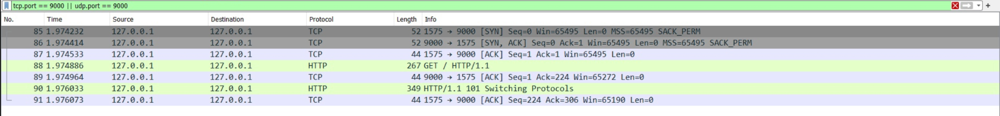 tcp.port == 9000 || udp.port == 9000
No. Time Source Destination Protocol Length Info
85 1.974232 127.0.0.1 127.0.0.1 TCP 52 1575 → 9000 [SYN] Seq=0 Win=65495 Len=0 MSS=65495 SACK_PERM
86 1.974414 127.0.0.1 127.0.0.1 TCP 52 9000 → 1575 [SYN, ACK] Seq=0 Ack=1 Win=65495 Len=0 MSS=65495 SACK_PERM
87 1.974533 127.0.0.1 127.0.0.1 TCP 44 1575 → 9000 [ACK] Seq=1 Ack=1 Win=65495 Len=0
88 1.974886 127.0.0.1 127.0.0.1 HTTP 267 GET / HTTP/1.1
89 1.974964 127.0.0.1 127.0.0.1 TCP 44 9000 → 1575 [ACK] Seq=1 Ack=224 Win=65272 Len=0
90 1.976033 127.0.0.1 127.0.0.1 HTTP 349 HTTP/1.1 101 Switching Protocols
91 1.976073 127.0.0.1 127.0.0.1 TCP 44 1575 → 9000 [ACK] Seq=224 Ack=306 Win=65190 Len=0